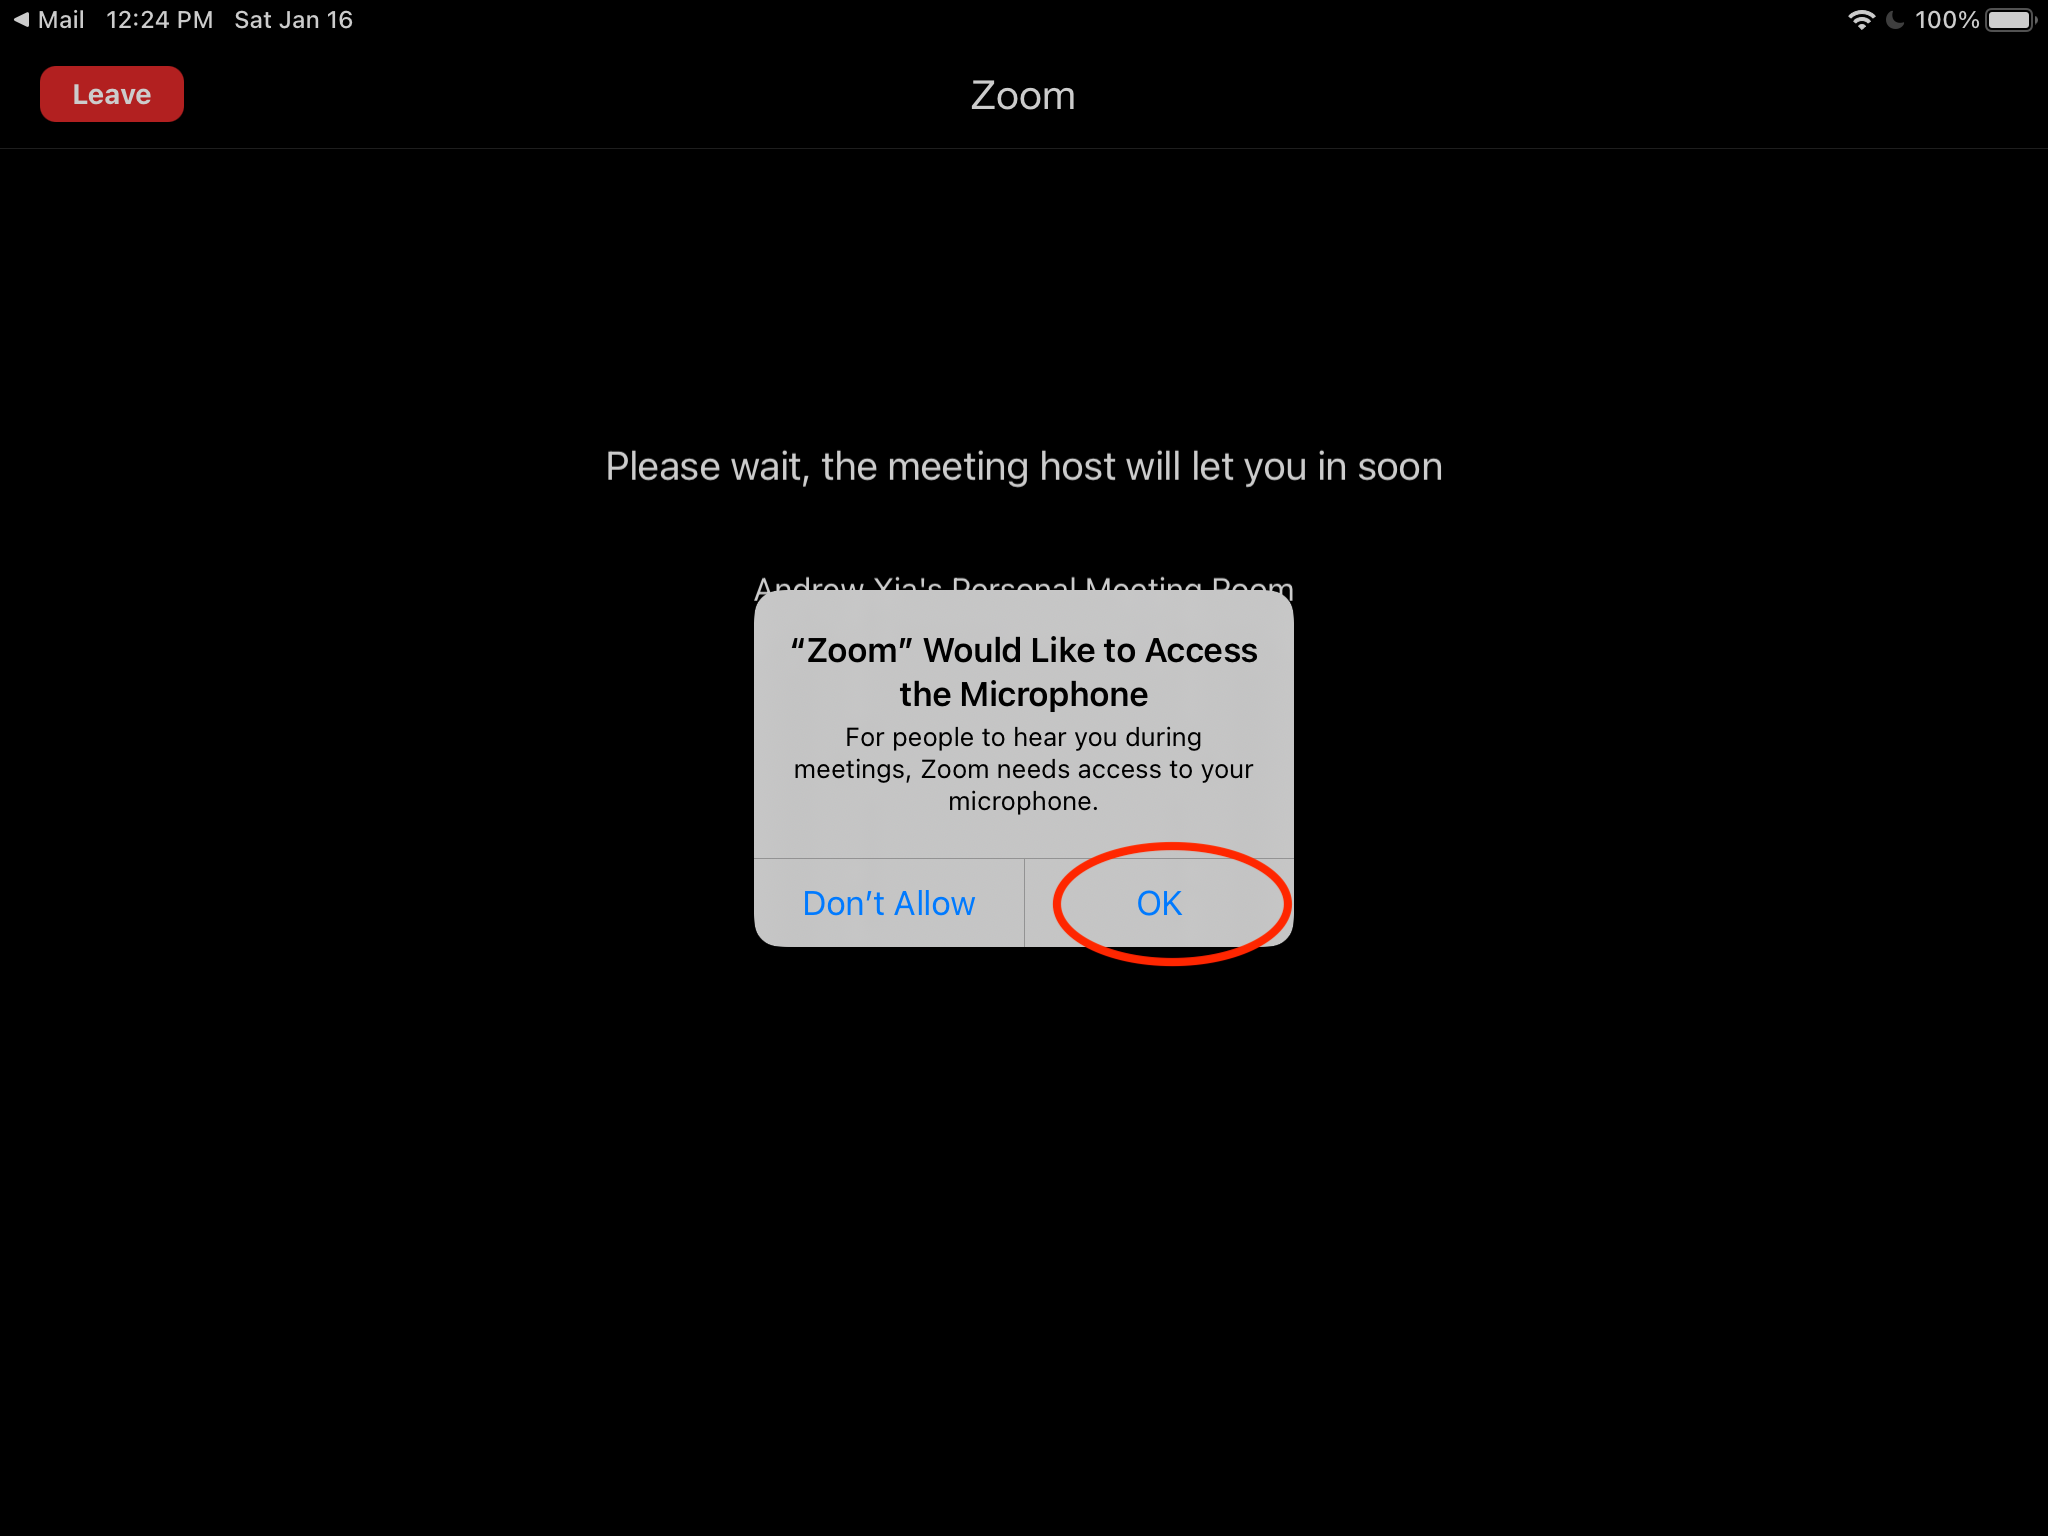 Mail 12:24 PM Sat Jan 16 100%
Leave Zoom
Please wait, the meeting host will let you in soon
Andrew Xia's Personal Meeting Room
“Zoom” Would Like to Access
the Microphone
For people to hear you during
meetings, Zoom needs access to your
microphone.
Don’t Allow OK